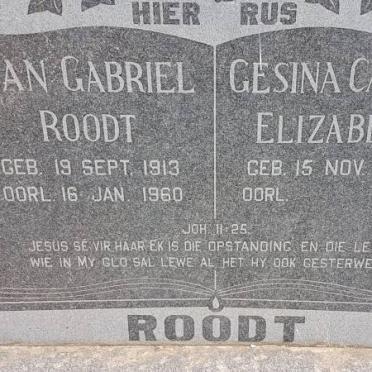 HIER RUS
AN GABRIEL
ROODT
GEB. 19 SEPT. 1913
OORL. 16 JAN. 1960
GESINA CA
ELIZAB
GEB. 15 NOV.
OORL.
JOH. 11-25.
JESUS SÊ VIR HAAR EK IS DIE OPSTANDING EN DIE LE
WIE IN MY GLO SAL LEWE AL HET HY OOK GESTERWE
ROODT